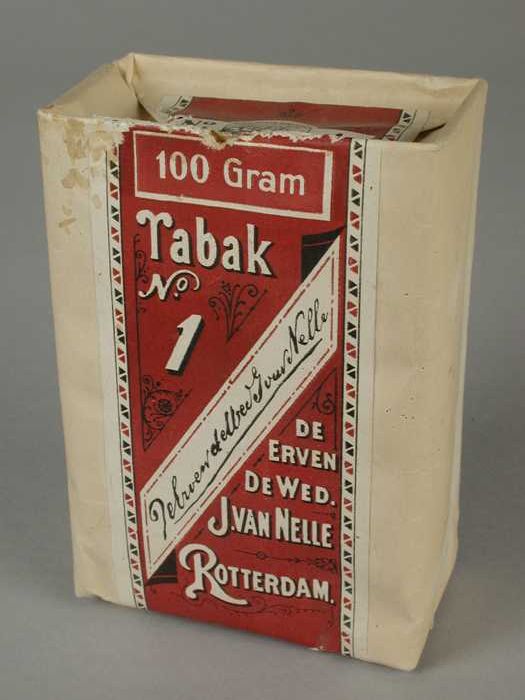 100 Gram
Tabak
No. 1
De Erven de Wed J van Nelle
DE
ERVEN
DE WED.
J. VAN NELLE
ROTTERDAM.